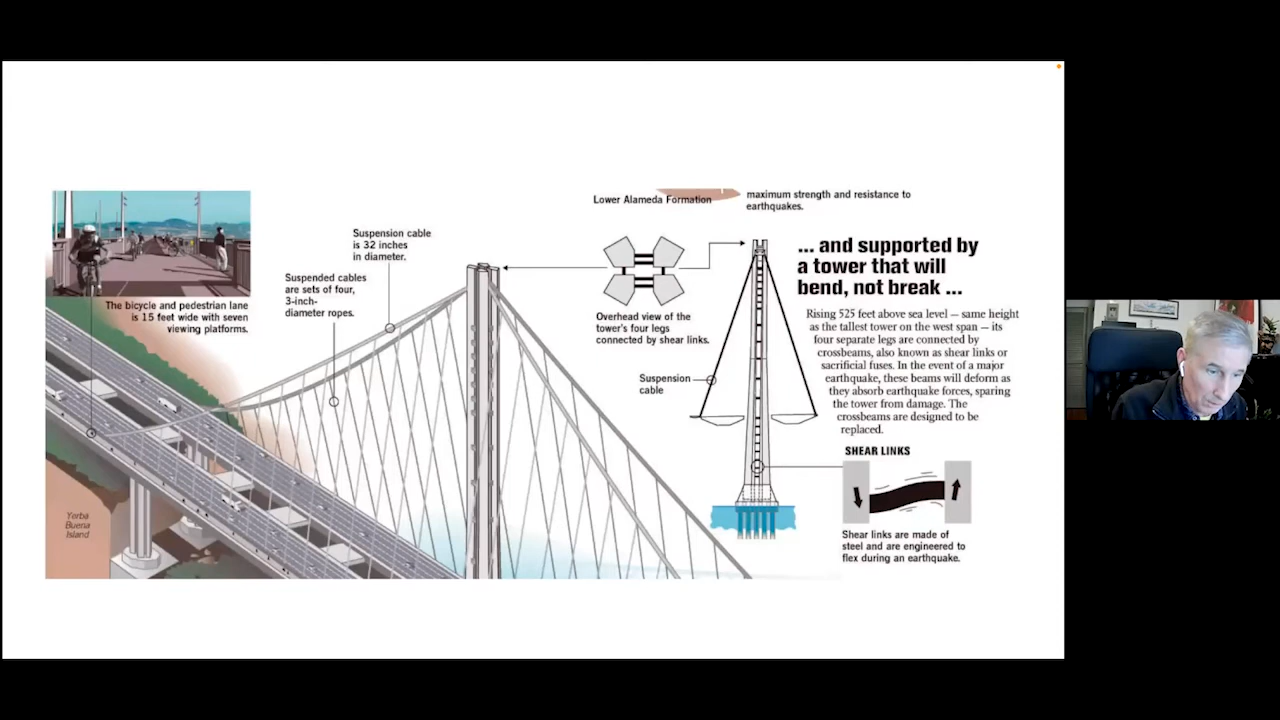 Lower Alameda Formation
maximum strength and resistance to
earthquakes.
Suspension cable
is 32 inches
in diameter.
Suspended cables
are sets of four,
3-inch-
diameter ropes.
The bicycle and pedestrian lane
is 15 feet wide with seven
viewing platforms.
Yerba
Buena
Island
Overhead view of the
tower's four legs
connected by shear links.
Suspension
cable
... and supported by
a tower that will
bend, not break ...
Rising 525 feet above sea level — same height
as the tallest tower on the west span — its
four separate legs are connected by
crossbeams, also known as shear links or
sacrificial fuses. In the event of a major
earthquake, these beams will deform as
they absorb earthquake forces, sparing
the tower from damage. The
crossbeams are designed to be
replaced.
SHEAR LINKS
Shear links are made of
steel and are engineered to
flex during an earthquake.